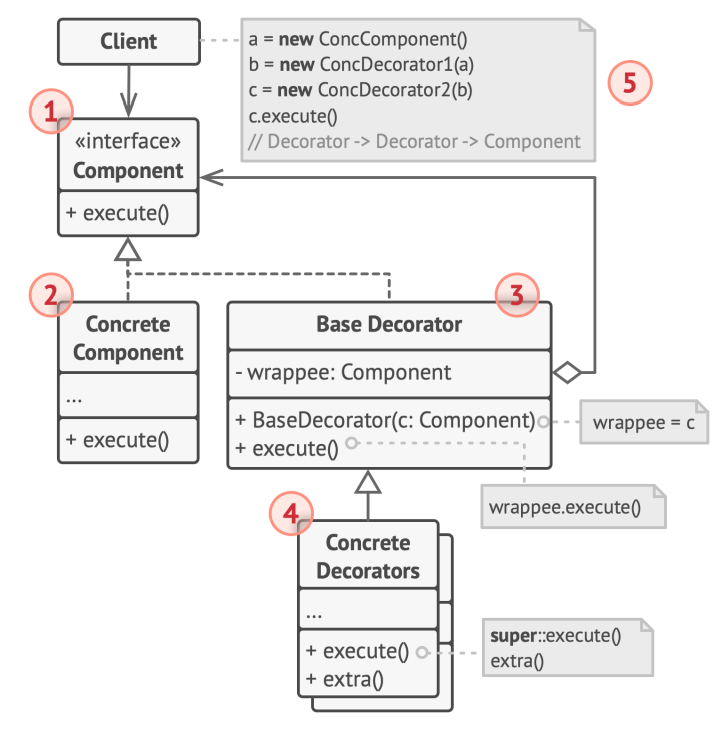 Client
a = new ConcComponent()
b = new ConcDecorator1(a)
c = new ConcDecorator2(b)
c.execute()
// Decorator -> Decorator -> Component
5
1
«interface»
Component
+ execute()
2
Concrete
Component
...
+ execute()
3
Base Decorator
- wrappee: Component
+ BaseDecorator(c: Component)
+ execute()
wrappee = c
wrappee.execute()
4
Concrete
Decorators
...
+ execute()
+ extra()
super::execute()
extra()